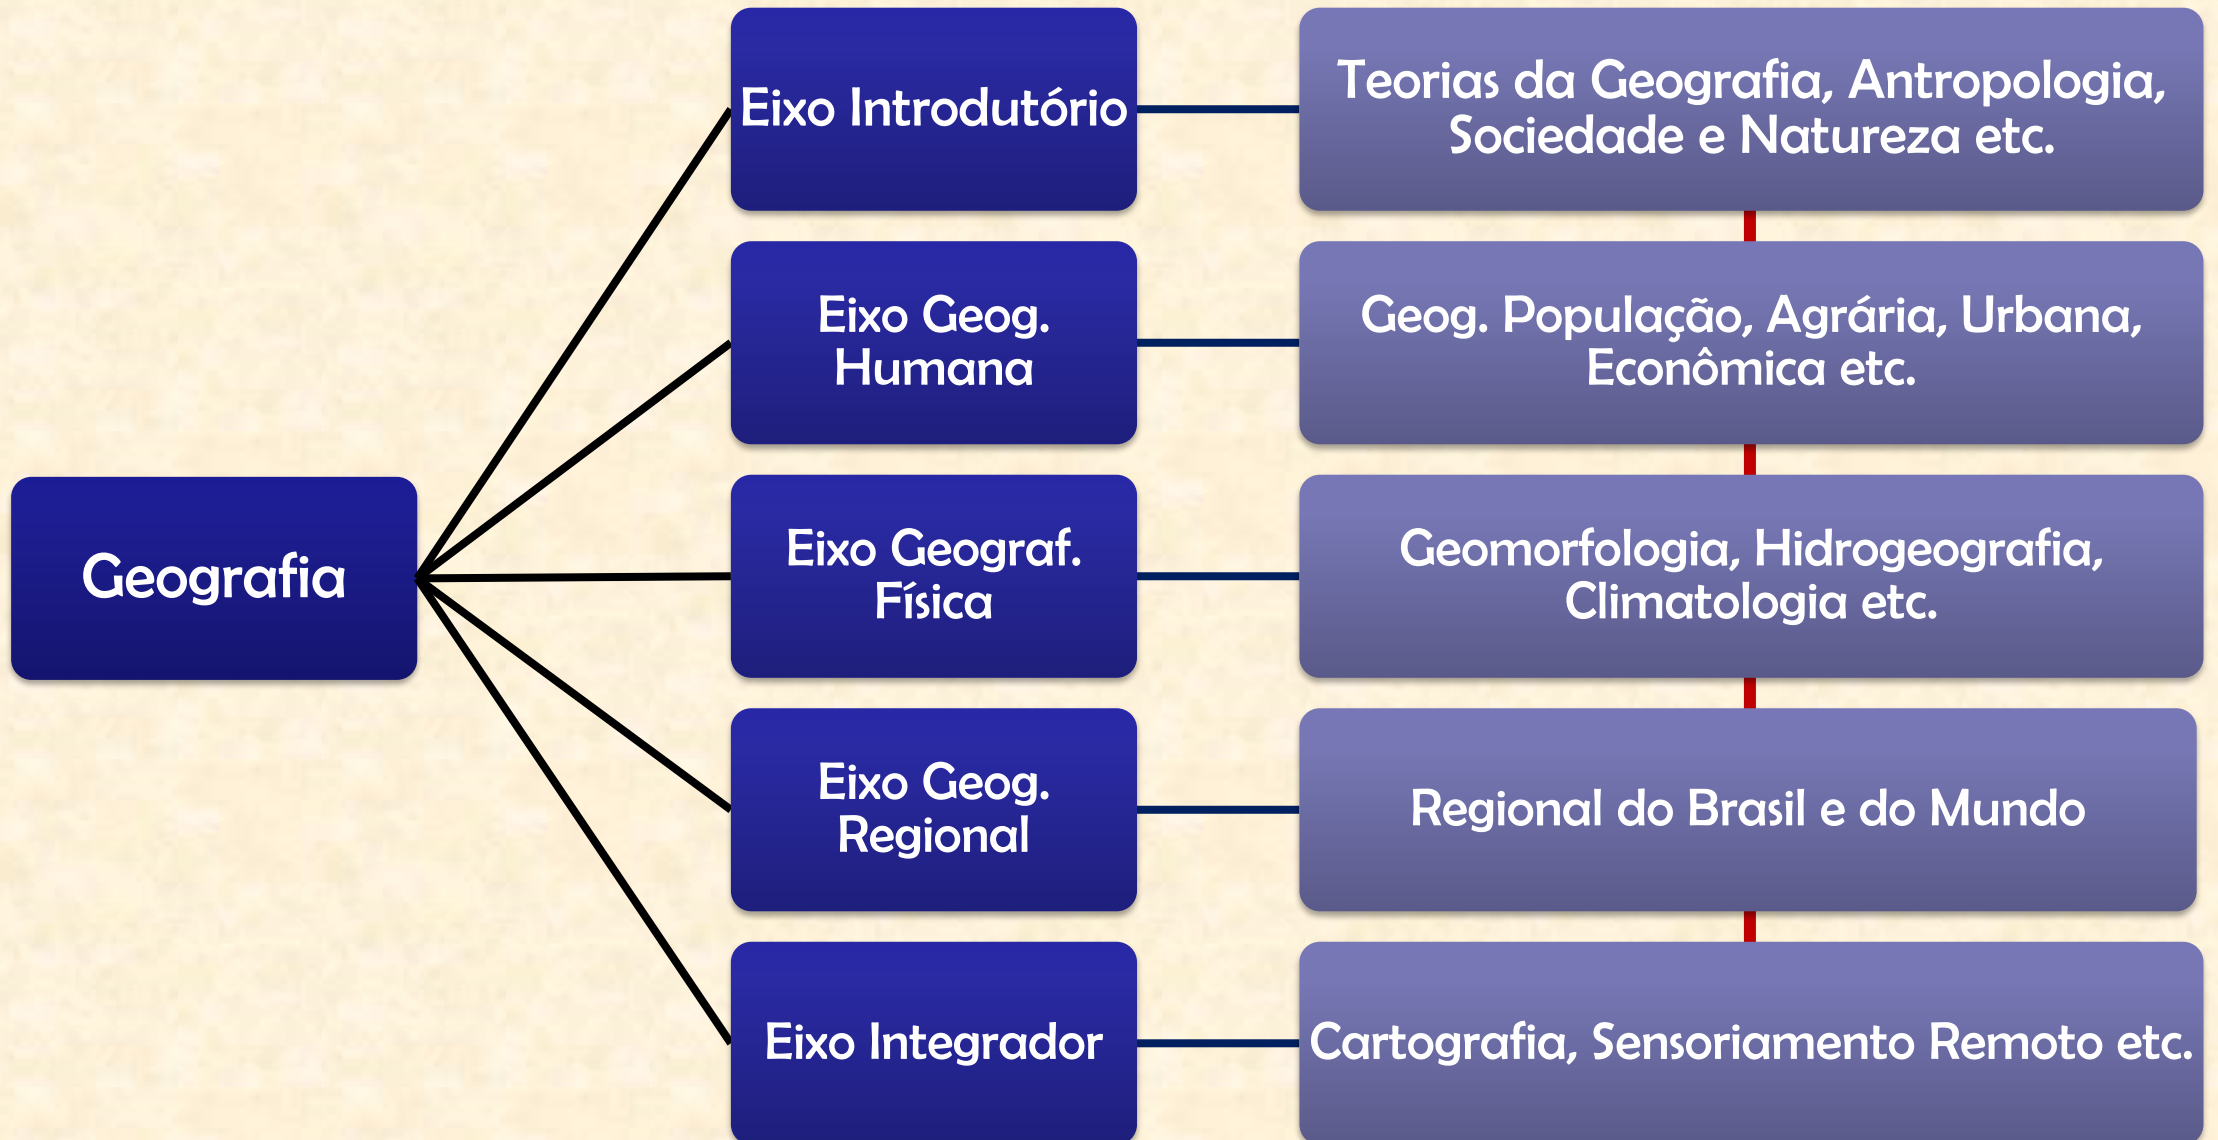 Eixo Introdutório
Teorias da Geografia, Antropologia,
Sociedade e Natureza etc.
Eixo Geog.
Humana
Geog. População, Agrária, Urbana,
Econômica etc.
Geografia
Eixo Geograf.
Física
Geomorfologia, Hidrogeografia,
Climatologia etc.
Eixo Geog.
Regional
Regional do Brasil e do Mundo
Eixo Integrador
Cartografia, Sensoriamento Remoto etc.